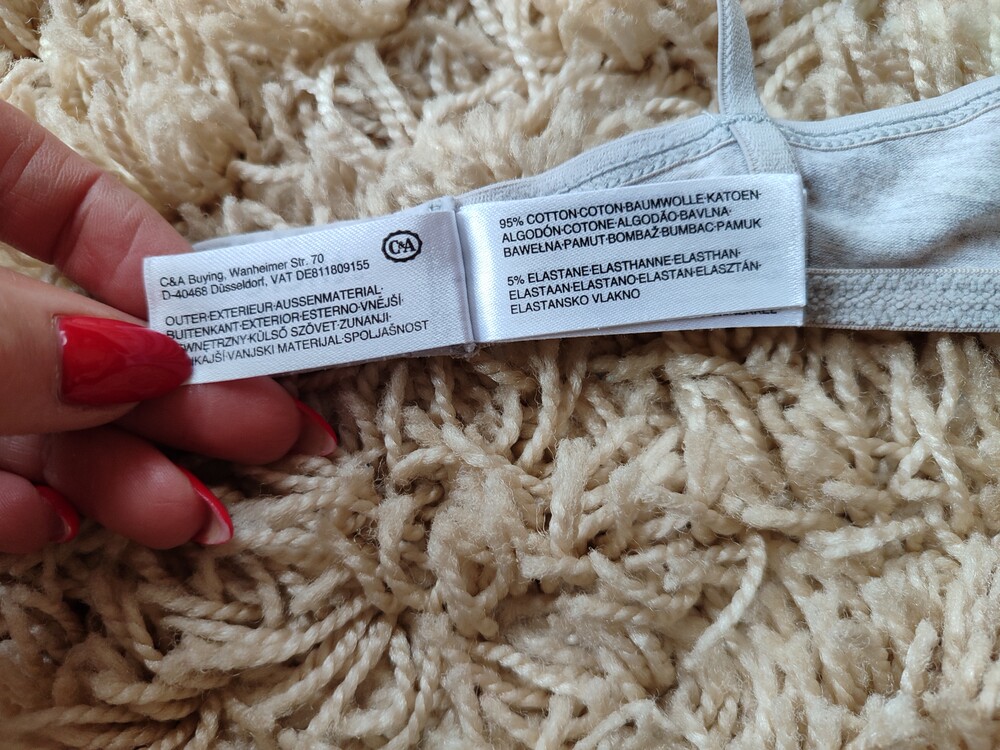 C&A
C&A Buying, Wanheimer Str. 70
D-40468 Düsseldorf, VAT DE811809155
OUTER·EXTERIEUR·AUSSENMATERIAL·
BUITENKANT·EXTERIOR·ESTERNO·VNĚJŠÍ·
KÜLSŐ SZÖVET·ZUNANJI·
VANJSKI MATERIJAL·SPOLJAŠNOST
95% COTTON·COTON·BAUMWOLLE·KATOEN·
ALGODÓN·COTONE·ALGODÃO·BAVLNA·
BAWEŁNA·PAMUT·BOMBAŽ·BUMBAC·PAMUK
5% ELASTANE·ELASTHANNE·ELASTHAN·
ELASTAAN·ELASTANO·ELASTAN·ELASZTÁN·
ELASTANSKO VLAKNO